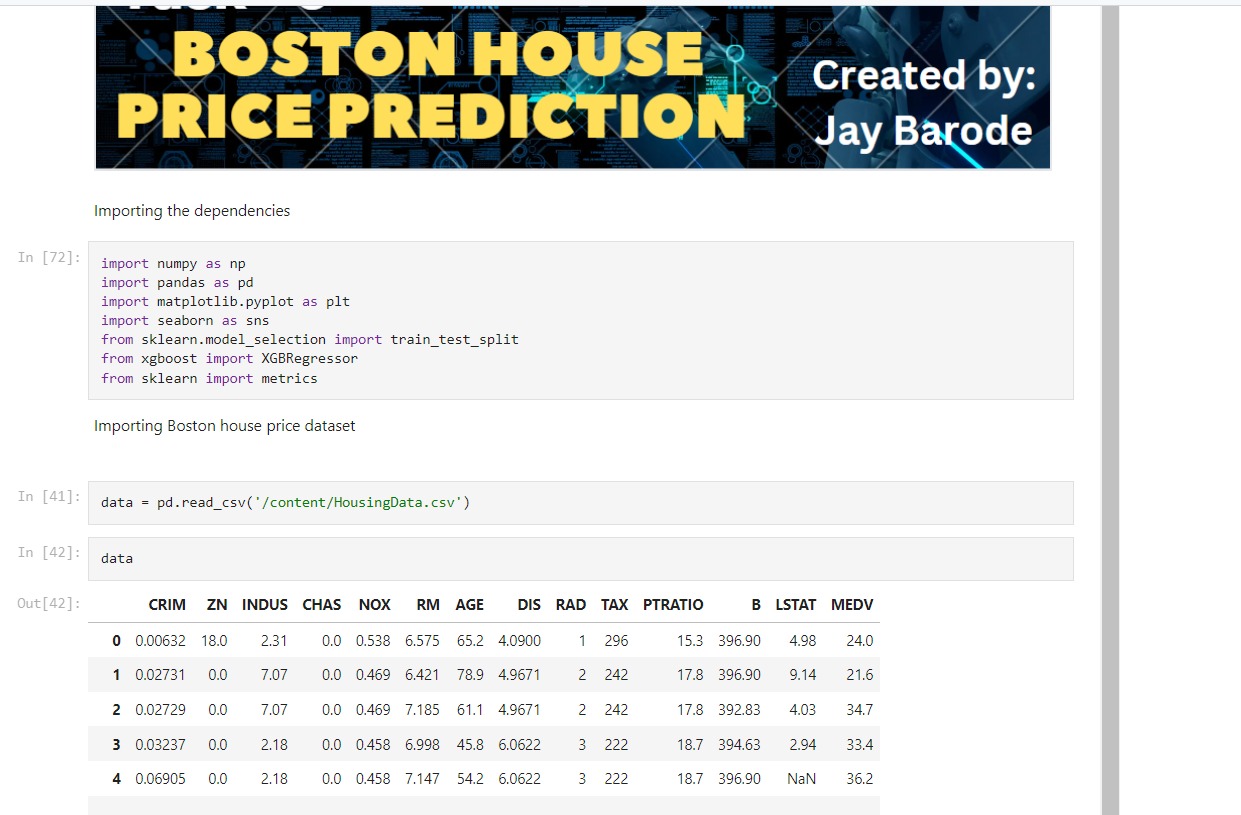 BOSTON HOUSE
PRICE PREDICTION
Created by:
Jay Barode
Importing the dependencies
In [72]:
import numpy as np
import pandas as pd
import matplotlib.pyplot as plt
import seaborn as sns
from sklearn.model_selection import train_test_split
from xgboost import XGBRegressor
from sklearn import metrics
Importing Boston house price dataset
In [41]:
data = pd.read_csv('/content/HousingData.csv')
In [42]:
data
Out[42]:
CRIM ZN INDUS CHAS NOX RM AGE DIS RAD TAX PTRATIO B LSTAT MEDV
0 0.00632 18.0 2.31 0.0 0.538 6.575 65.2 4.0900 1 296 15.3 396.90 4.98 24.0
1 0.02731 0.0 7.07 0.0 0.469 6.421 78.9 4.9671 2 242 17.8 396.90 9.14 21.6
2 0.02729 0.0 7.07 0.0 0.469 7.185 61.1 4.9671 2 242 17.8 392.83 4.03 34.7
3 0.03237 0.0 2.18 0.0 0.458 6.998 45.8 6.0622 3 222 18.7 394.63 2.94 33.4
4 0.06905 0.0 2.18 0.0 0.458 7.147 54.2 6.0622 3 222 18.7 396.90 NaN 36.2